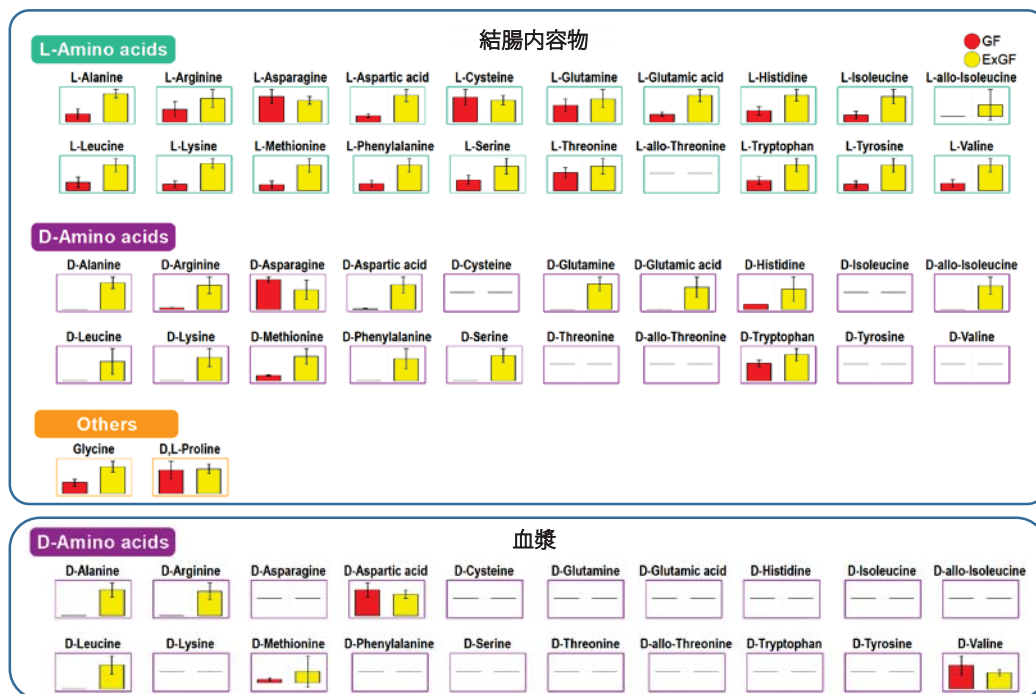 結腸内容物
GF
ExGF
L-Amino acids
L-Alanine L-Arginine L-Asparagine L-Aspartic acid L-Cysteine L-Glutamine L-Glutamic acid L-Histidine L-Isoleucine L-allo-Isoleucine
L-Leucine L-Lysine L-Methionine L-Phenylalanine L-Serine L-Threonine L-allo-Threonine L-Tryptophan L-Tyrosine L-Valine
D-Amino acids
D-Alanine D-Arginine D-Asparagine D-Aspartic acid D-Cysteine D-Glutamine D-Glutamic acid D-Histidine D-Isoleucine D-allo-Isoleucine
D-Leucine D-Lysine D-Methionine D-Phenylalanine D-Serine D-Threonine D-allo-Threonine D-Tryptophan D-Tyrosine D-Valine
Others
Glycine D,L-Proline
血漿
D-Amino acids
D-Alanine D-Arginine D-Asparagine D-Aspartic acid D-Cysteine D-Glutamine D-Glutamic acid D-Histidine D-Isoleucine D-allo-Isoleucine
D-Leucine D-Lysine D-Methionine D-Phenylalanine D-Serine D-Threonine D-allo-Threonine D-Tryptophan D-Tyrosine D-Valine